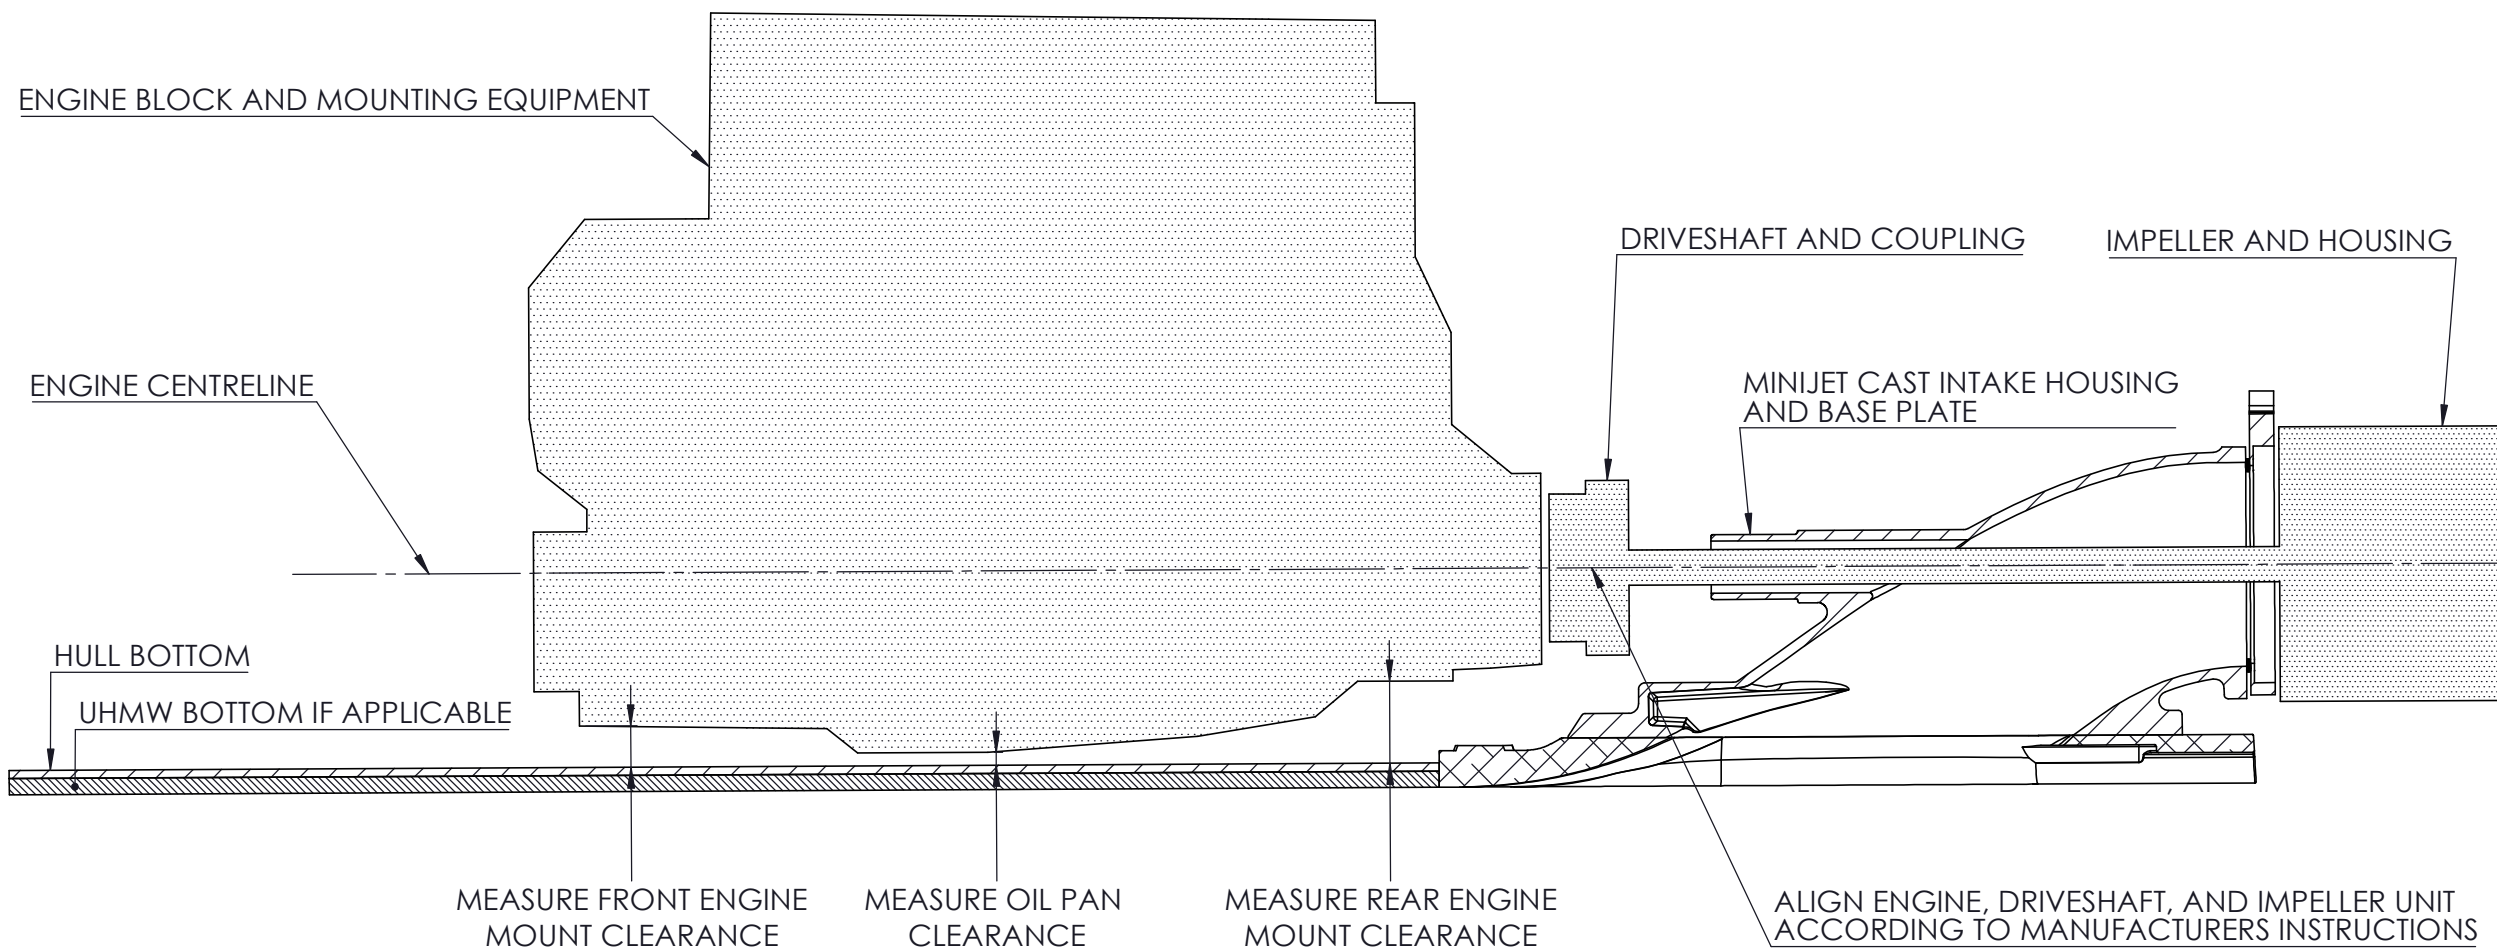 ENGINE BLOCK AND MOUNTING EQUIPMENT
DRIVESHAFT AND COUPLING
IMPELLER AND HOUSING
ENGINE CENTRELINE
MINIJET CAST INTAKE HOUSING
AND BASE PLATE
HULL BOTTOM
UHMW BOTTOM IF APPLICABLE
MEASURE FRONT ENGINE
MOUNT CLEARANCE
MEASURE OIL PAN
CLEARANCE
MEASURE REAR ENGINE
MOUNT CLEARANCE
ALIGN ENGINE, DRIVESHAFT, AND IMPELLER UNIT
ACCORDING TO MANUFACTURERS INSTRUCTIONS